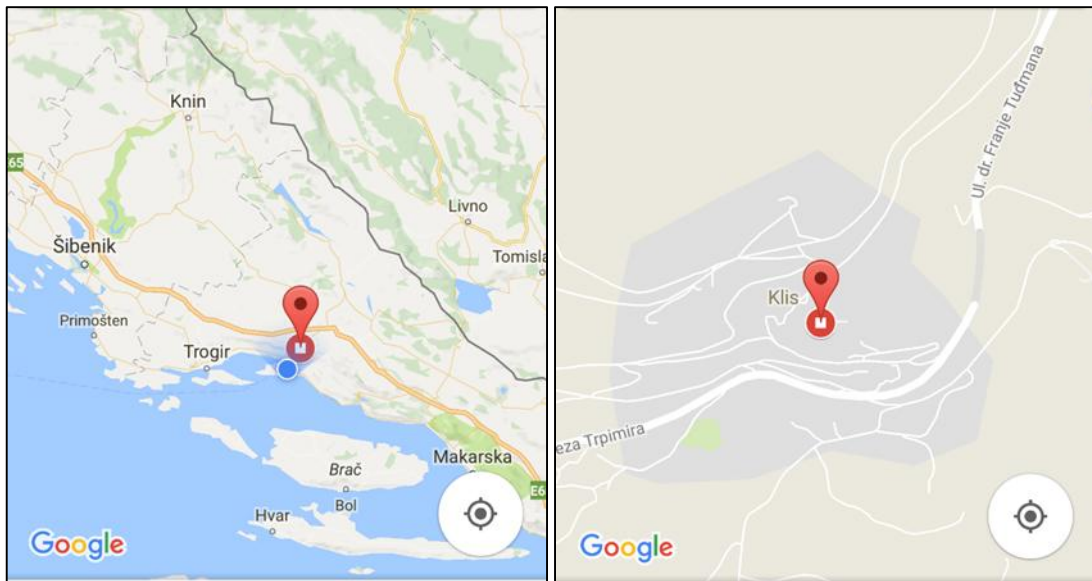 Knin
65
Livno
Šibenik
Tomisla
Primošten
Trogir
Makarska
Brač
E6
Bol
Hvar
Google
Ul. dr. Franje Tuđmana
Klis
eza Trpimira
Google